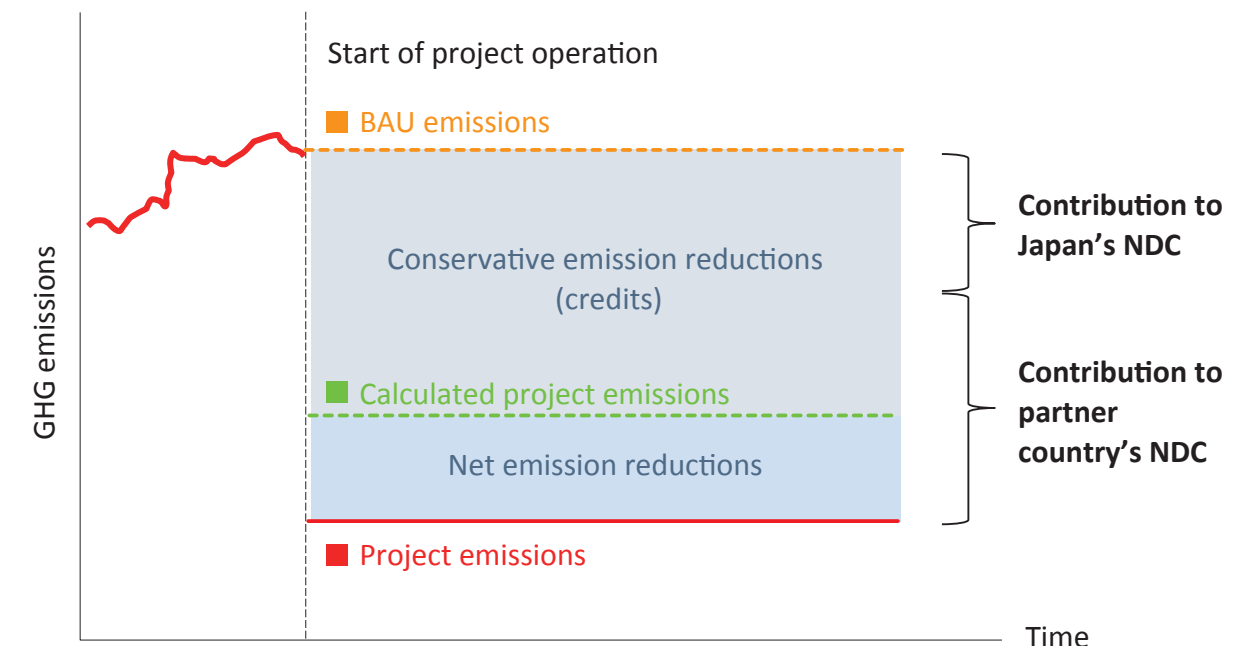 Start of project operation
BAU emissions
Conservative emission reductions
(credits)
Calculated project emissions
Net emission reductions
Project emissions
Contribution to
Japan’s NDC
Contribution to
partner
country’s NDC
GHG emissions
Time